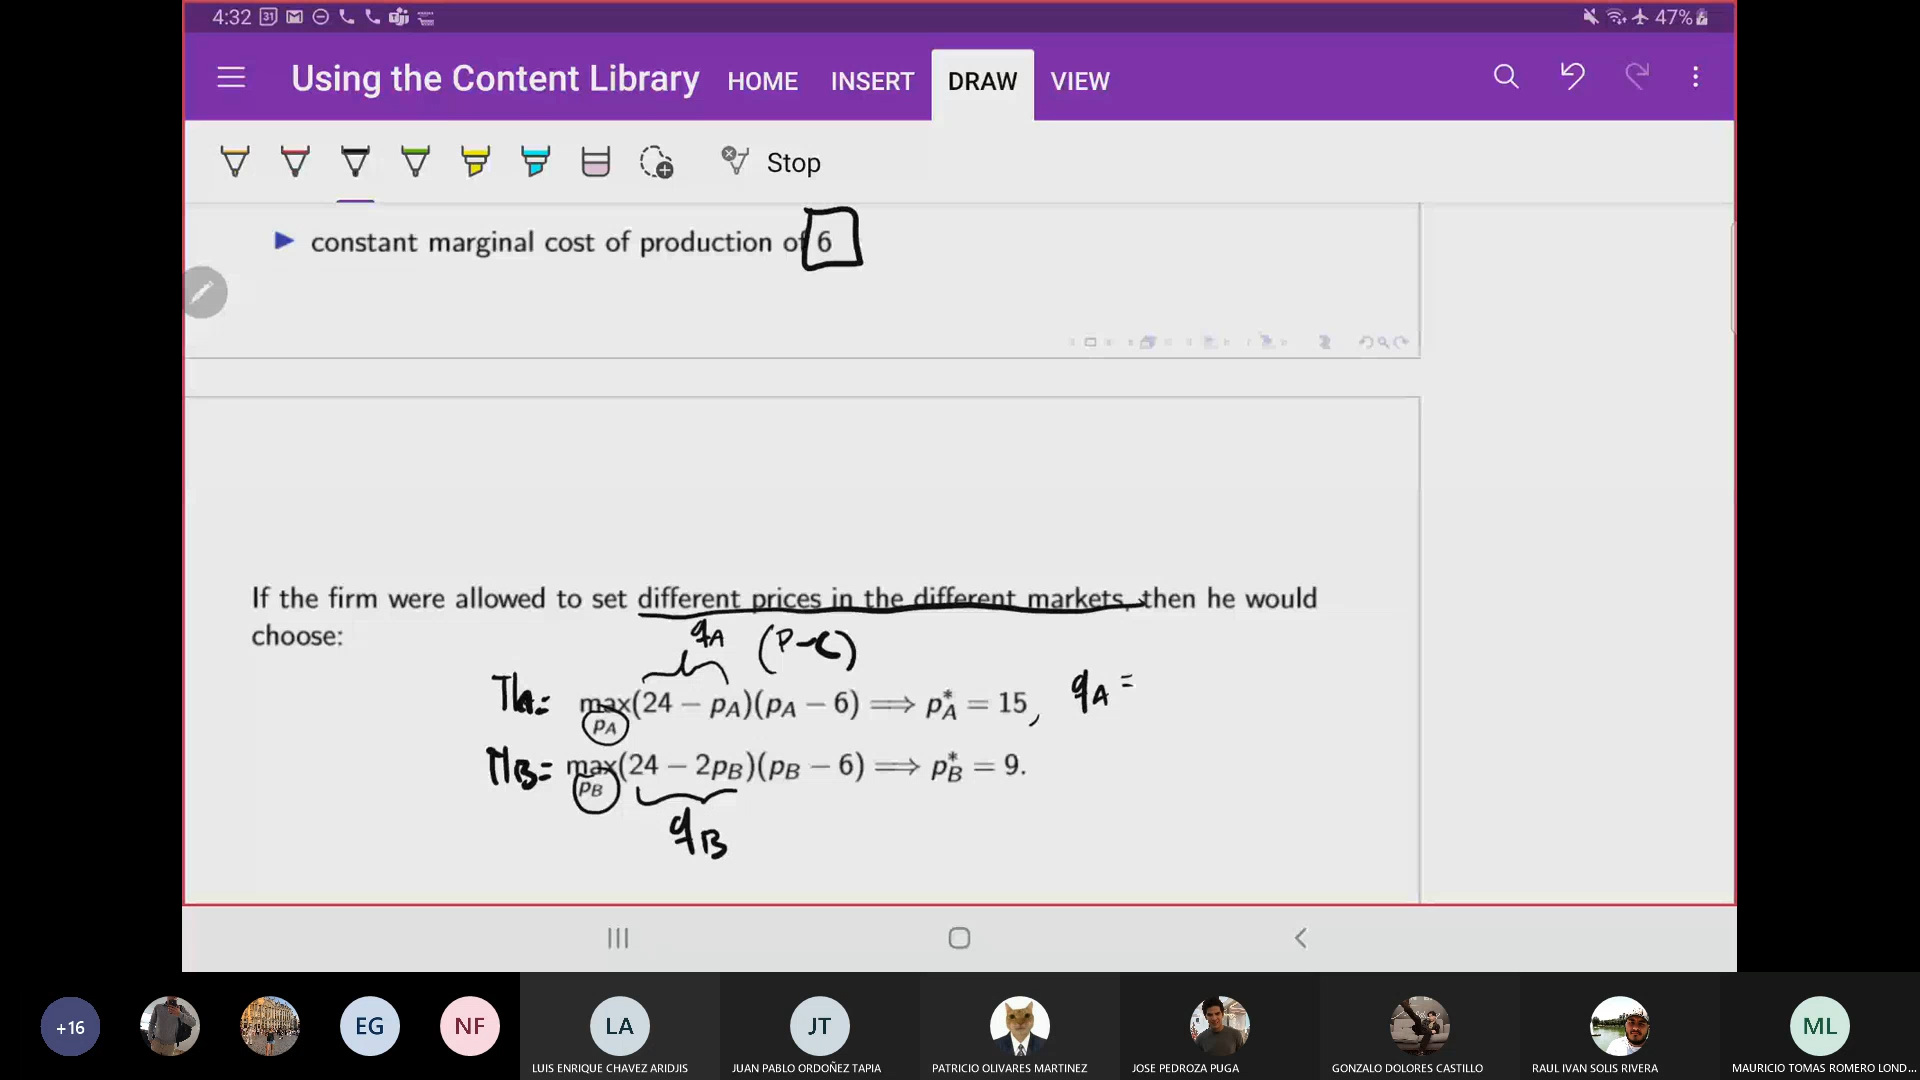 4:32 31 47%
Using the Content Library HOME INSERT DRAW VIEW
Stop
▶ constant marginal cost of production of 6
If the firm were allowed to set different prices in the different markets, then he would
choose:
qA (P-c)
ΠA= max(24 − pA)(pA − 6) ⟹ p*A = 15, qA =
pA
ΠB= max(24 − 2pB)(pB − 6) ⟹ p*B = 9.
pB
qB
+16 EG NF LA JT ML
LUIS ENRIQUE CHAVEZ ARIDJIS JUAN PABLO ORDOÑEZ TAPIA PATRICIO OLIVARES MARTINEZ JOSE PEDROZA PUGA GONZALO DOLORES CASTILLO RAUL IVAN SOLIS RIVERA MAURICIO TOMAS ROMERO LOND...